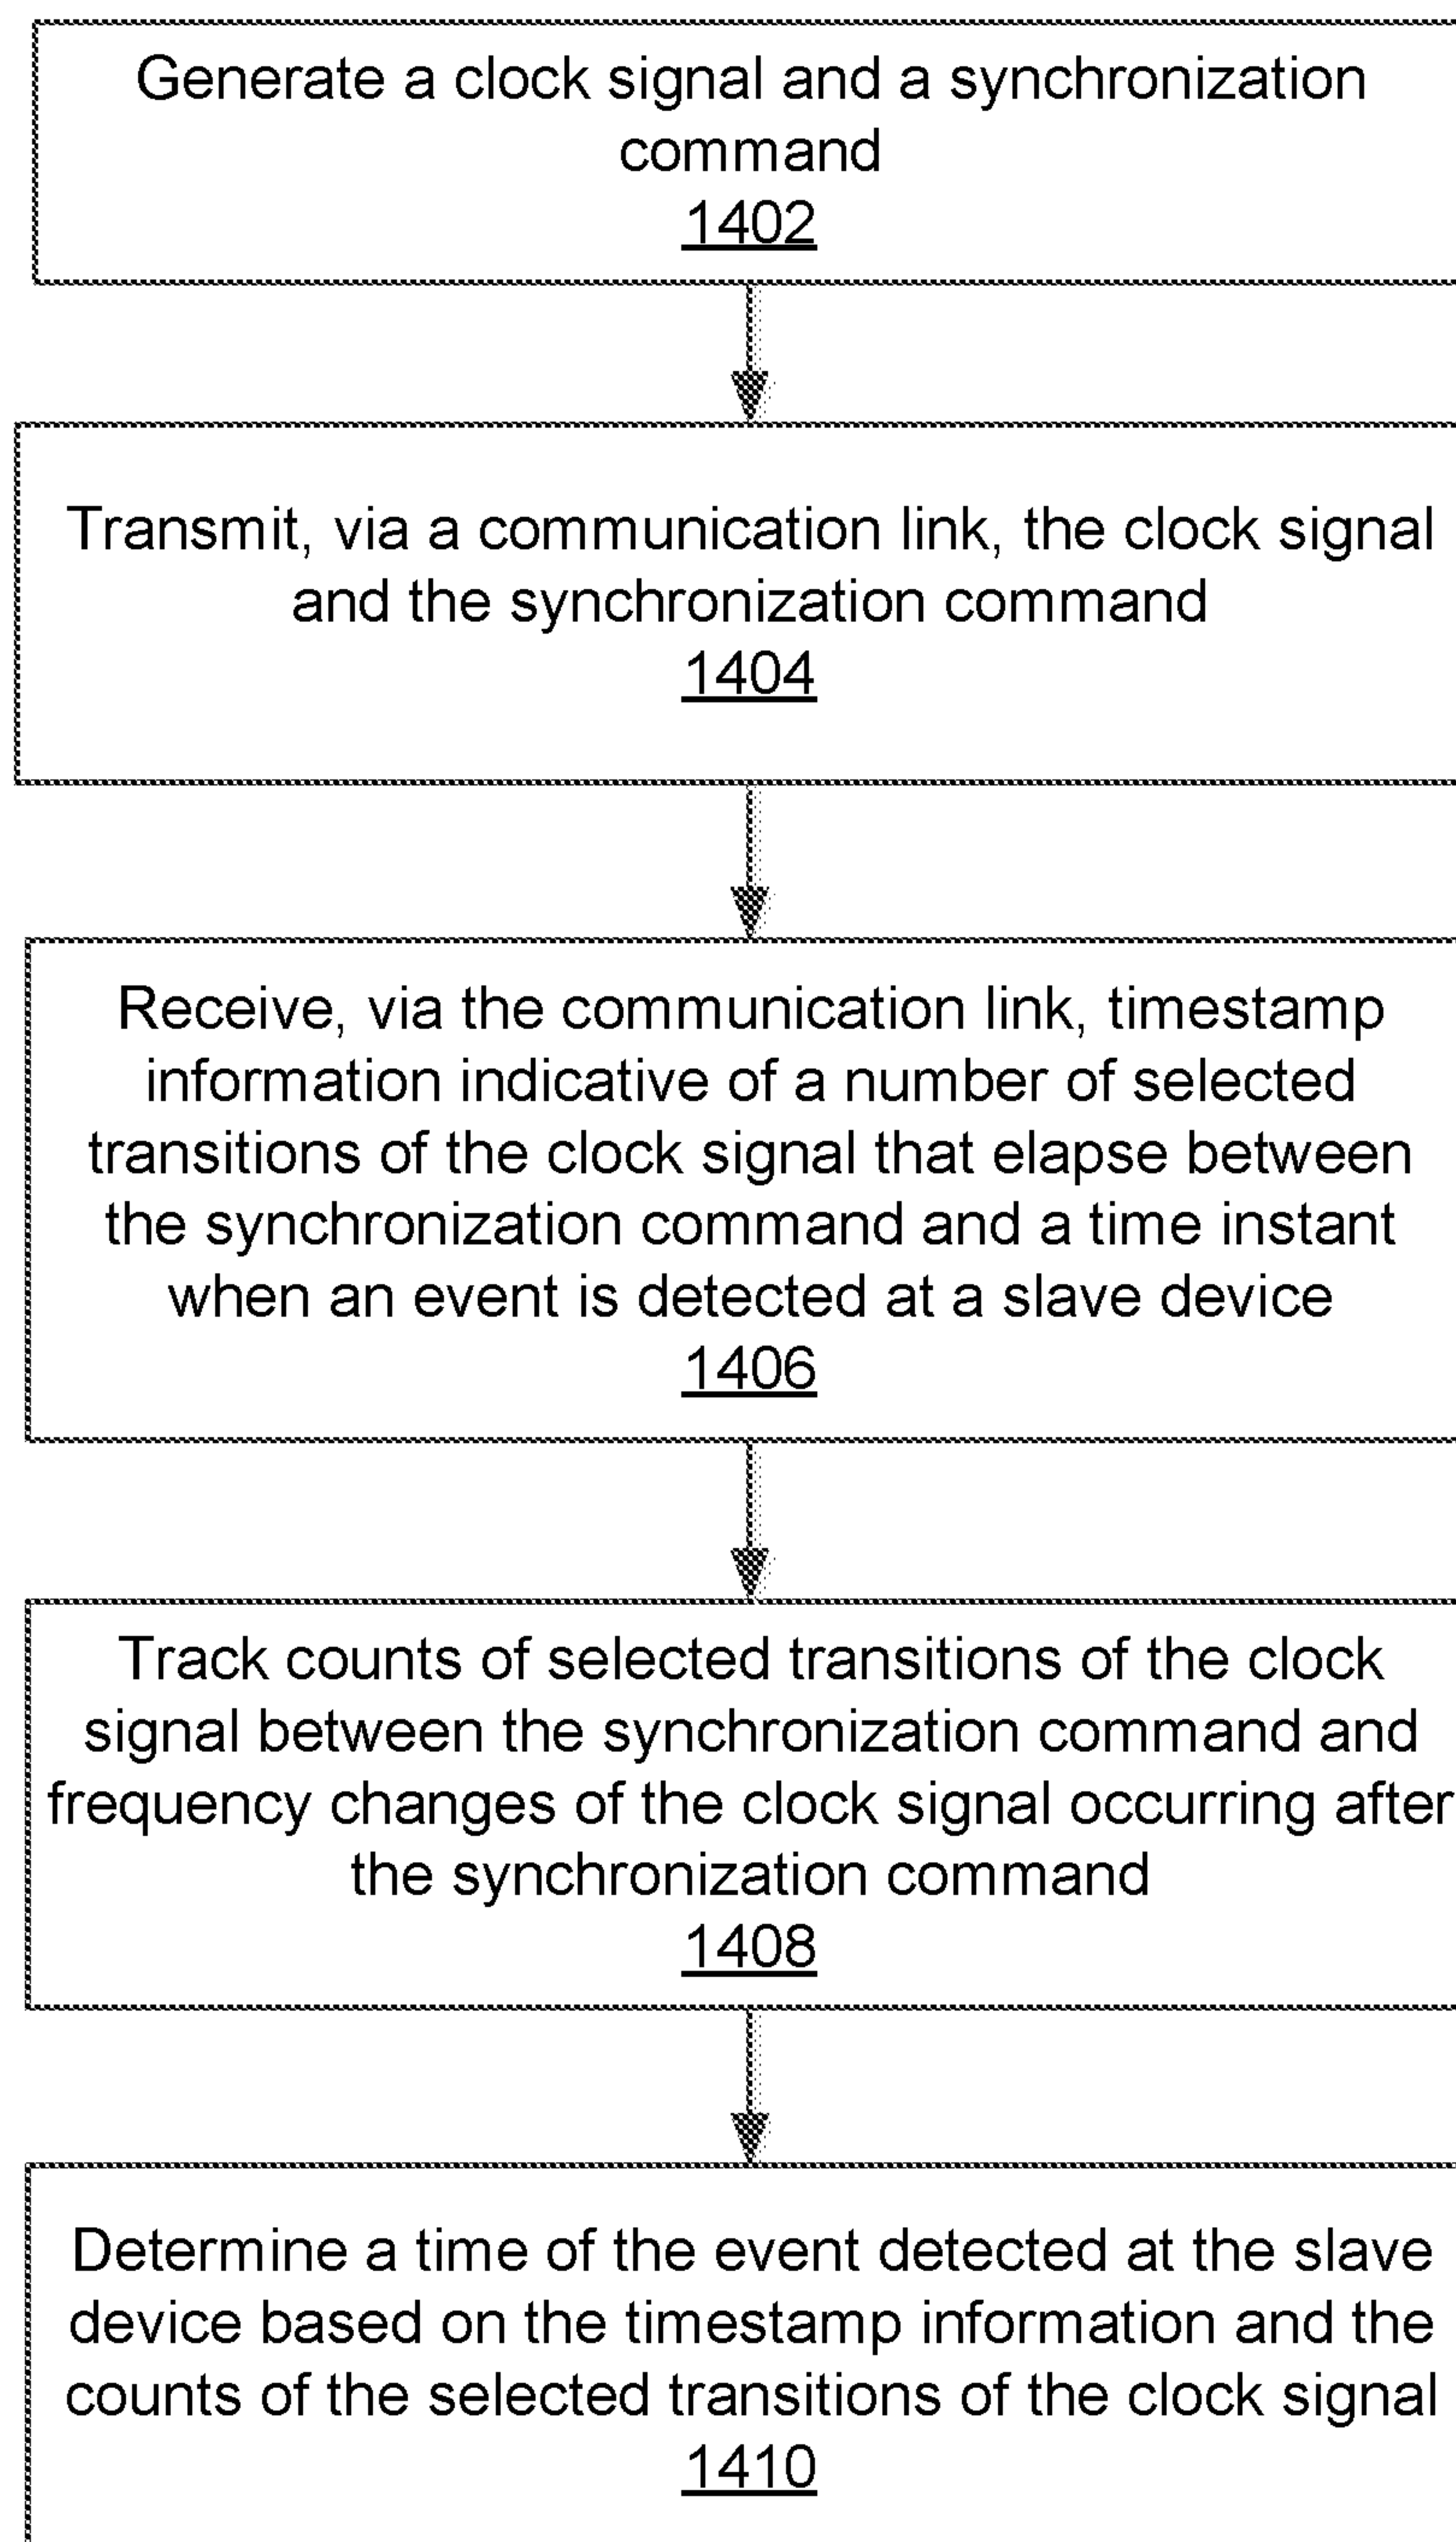 Generate a clock signal and a synchronization
command
1402
Transmit, via a communication link, the clock signal
and the synchronization command
1404
Receive, via the communication link, timestamp
information indicative of a number of selected
transitions of the clock signal that elapse between
the synchronization command and a time instant
when an event is detected at a slave device
1406
Track counts of selected transitions of the clock
signal between the synchronization command and
frequency changes of the clock signal occurring after
the synchronization command
1408
Determine a time of the event detected at the slave
device based on the timestamp information and the
counts of the selected transitions of the clock signal
1410